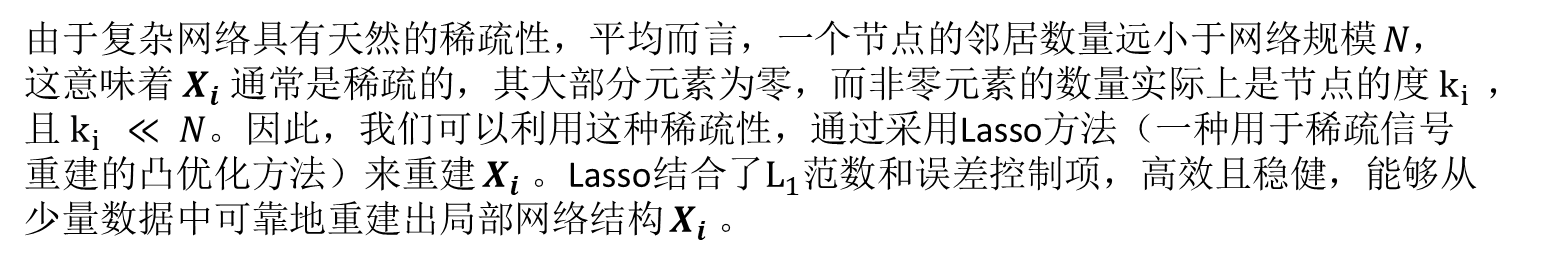 由于复杂网络具有天然的稀疏性，平均而言，一个节点的邻居数量远小于网络规模 N，
这意味着 Xᵢ 通常是稀疏的，其大部分元素为零，而非零元素的数量实际上是节点的度 kᵢ ，
且 kᵢ ≪ N。因此，我们可以利用这种稀疏性，通过采用Lasso方法（一种用于稀疏信号
重建的凸优化方法）来重建 Xᵢ 。Lasso结合了L₁范数和误差控制项，高效且稳健，能够从
少量数据中可靠地重建出局部网络结构 Xᵢ 。